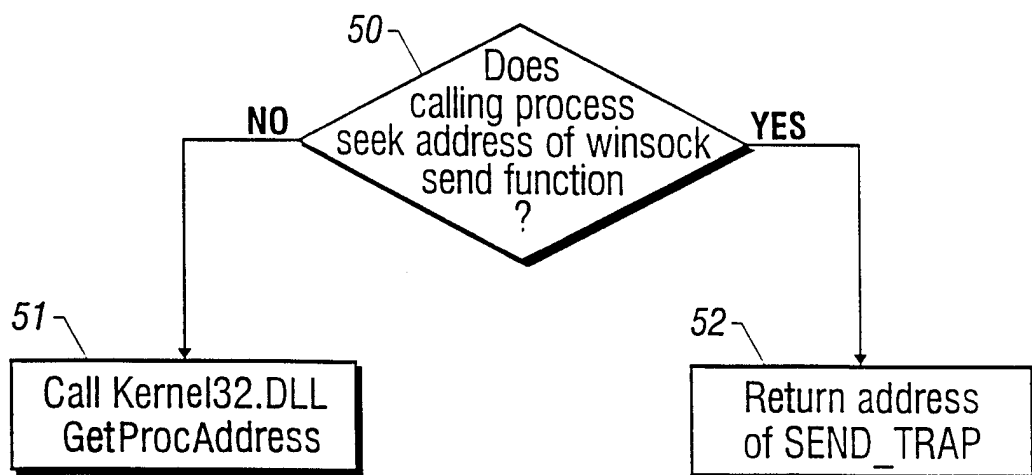 50
Does
calling process
seek address of winsock
send function
?
NO
YES
51
Call Kernel32.DLL
GetProcAddress
52
Return address
of SEND_TRAP